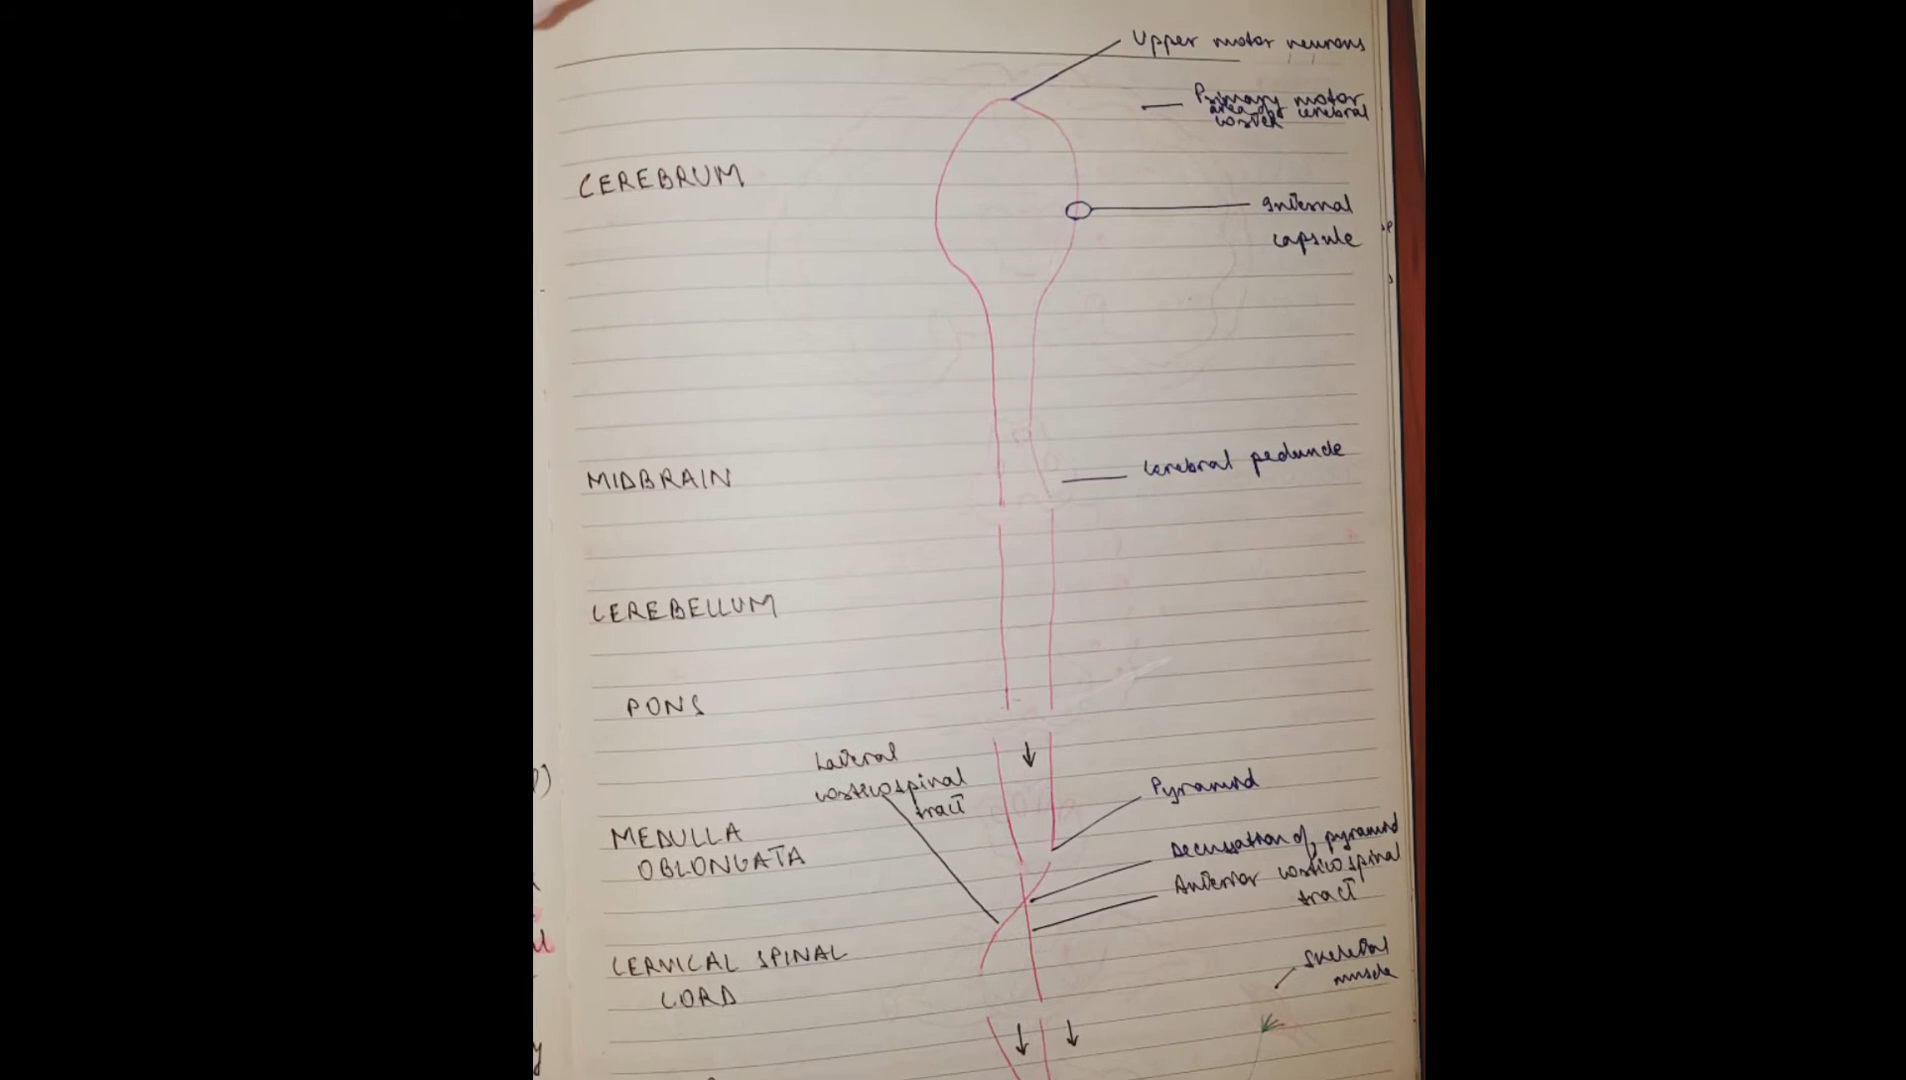 Upper motor neurons
Primary motor
area of cerebral
cortex
CEREBRUM
Internal
capsule
MIDBRAIN
Cerebral peduncle
CEREBELLUM
PONS
Lateral
corticospinal
tract
Pyramid
MEDULLA
OBLONGATA
Decussation of pyramid
Anterior corticospinal
tract
CERVICAL SPINAL
CORD
Skeletal
muscle